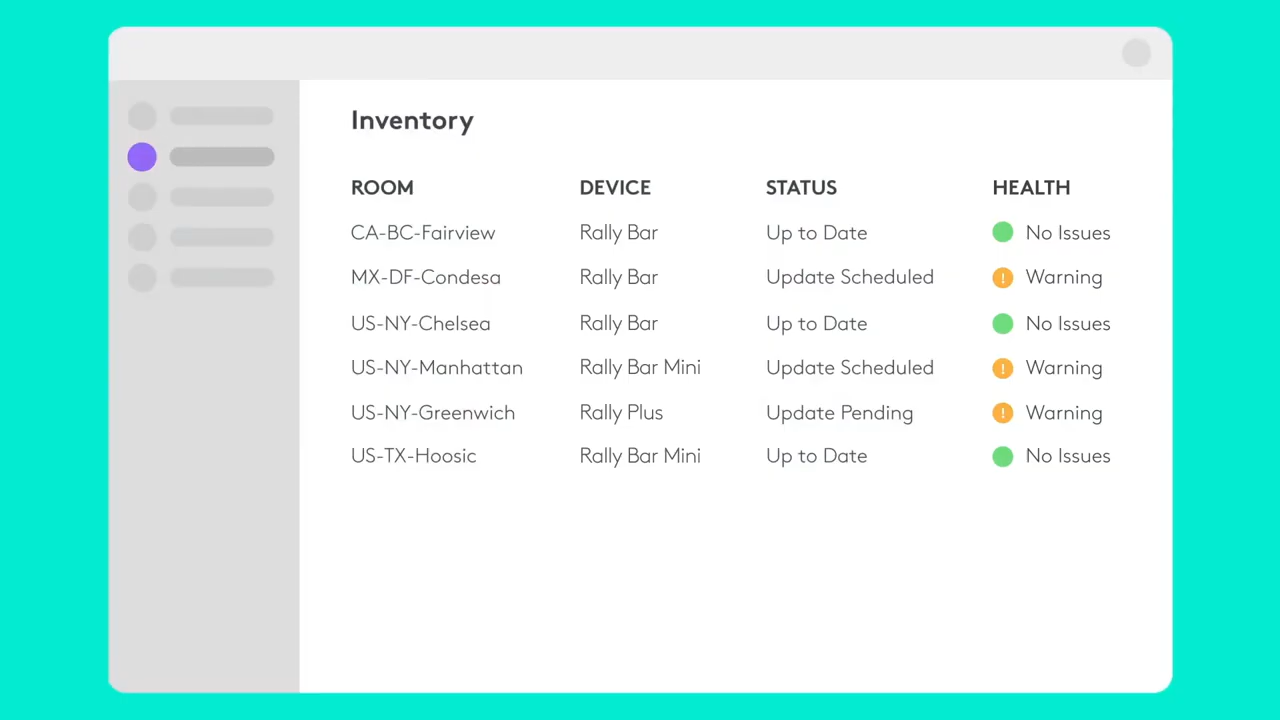 Inventory
ROOM DEVICE STATUS HEALTH
CA-BC-Fairview Rally Bar Up to Date No Issues
MX-DF-Condesa Rally Bar Update Scheduled ! Warning
US-NY-Chelsea Rally Bar Up to Date No Issues
US-NY-Manhattan Rally Bar Mini Update Scheduled ! Warning
US-NY-Greenwich Rally Plus Update Pending ! Warning
US-TX-Hoosic Rally Bar Mini Up to Date No Issues